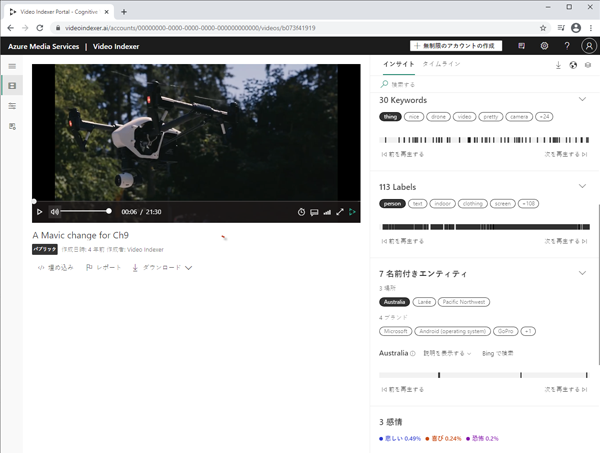 Video Indexer Portal - Cognitive
videoindexer.ai/accounts/00000000-0000-0000-0000-000000000000/videos/b073f41919
Azure Media Services | Video Indexer
無制限のアカウントの作成
インサイト タイムライン
検索する
30 Keywords
thing nice drone video pretty camera +24
前を再生する 次を再生する
113 Labels
person text indoor clothing screen +108
前を再生する 次を再生する
00:06 / 21:30
A Mavic change for Ch9
パブリック 作成日時: 4 年前 作成者: Video Indexer
埋め込み レポート ダウンロード
7 名前付きエンティティ
3 場所
Australia Larée Pacific Northwest
4 ブランド
Microsoft Android (operating system) GoPro +1
Australia 説明を表示する Bing で検索
前を再生する 次を再生する
3 感情
悲しい 0.49% 喜び 0.24% 恐怖 0.2%